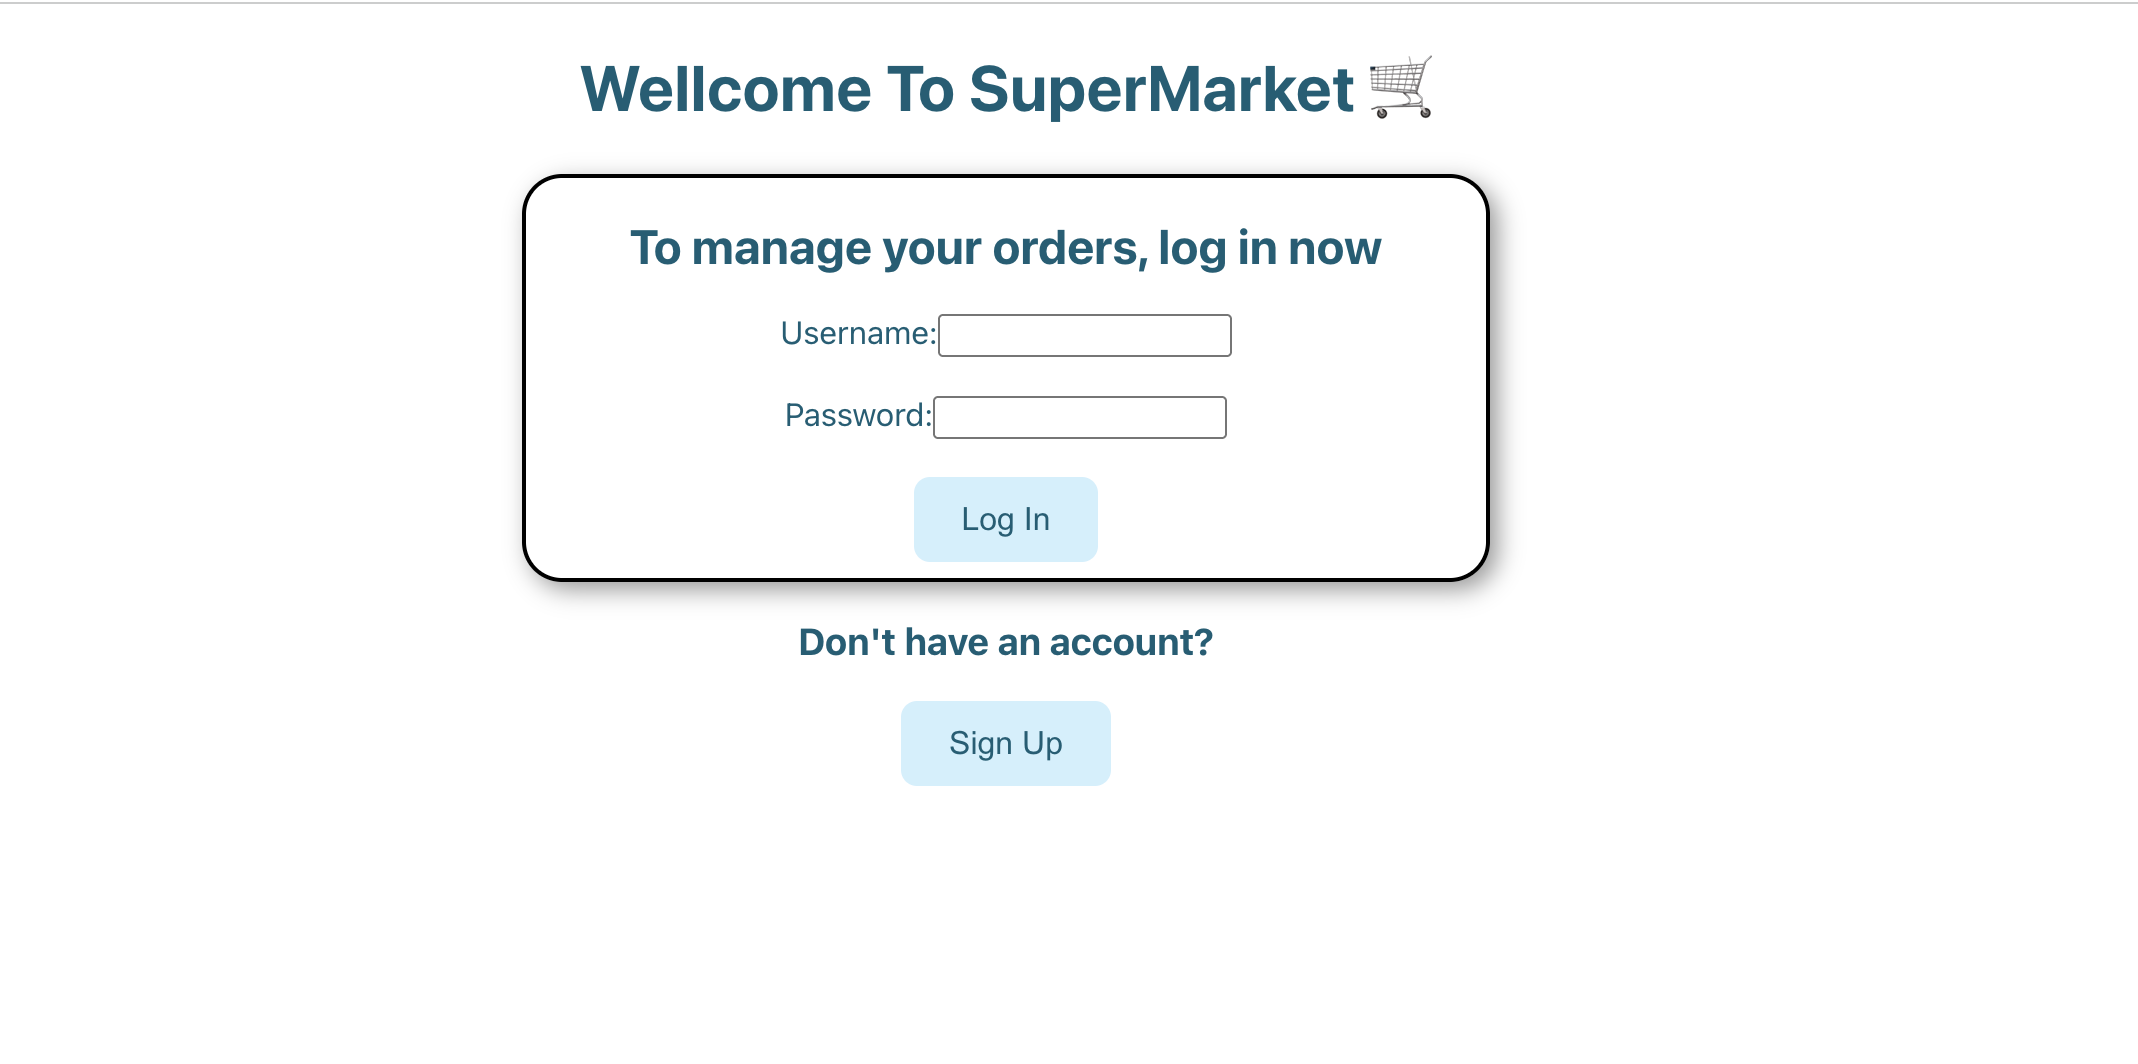 Wellcome To SuperMarket
To manage your orders, log in now
Username:
Password:
Log In
Don't have an account?
Sign Up